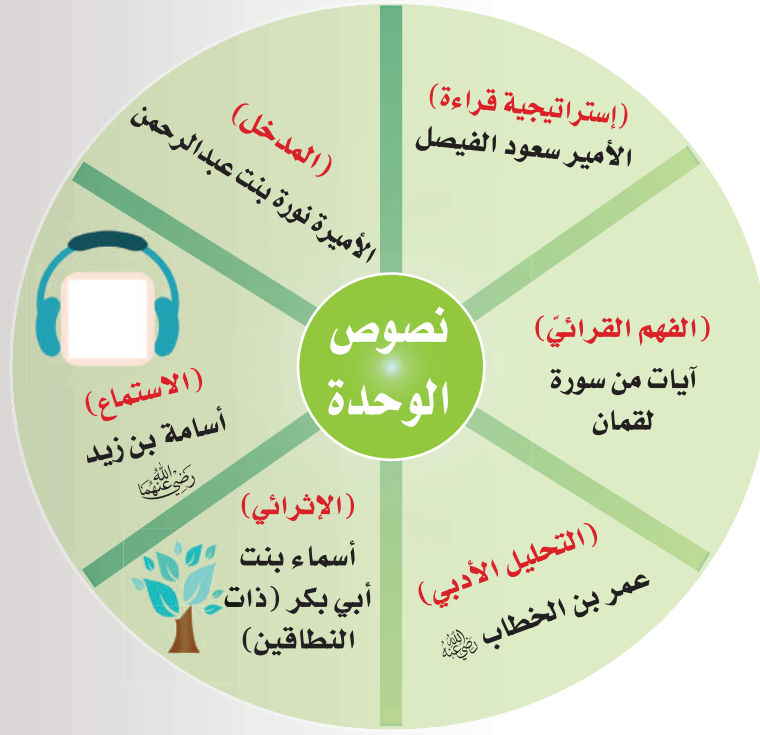 نصوص
الوحدة
(إستراتيجية قراءة)
الأمير سعود الفيصل
(الفهم القرائيّ)
آيات من سورة
لقمان
(التحليل الأدبي)
عمر بن الخطاب رضي الله عنه
(الإثرائي)
أسماء بنت
أبي بكر (ذات
النطاقين)
(الاستماع)
أسامة بن زيد
رضي الله عنهما
(المدخل)
الأميرة نورة بنت عبدالرحمن